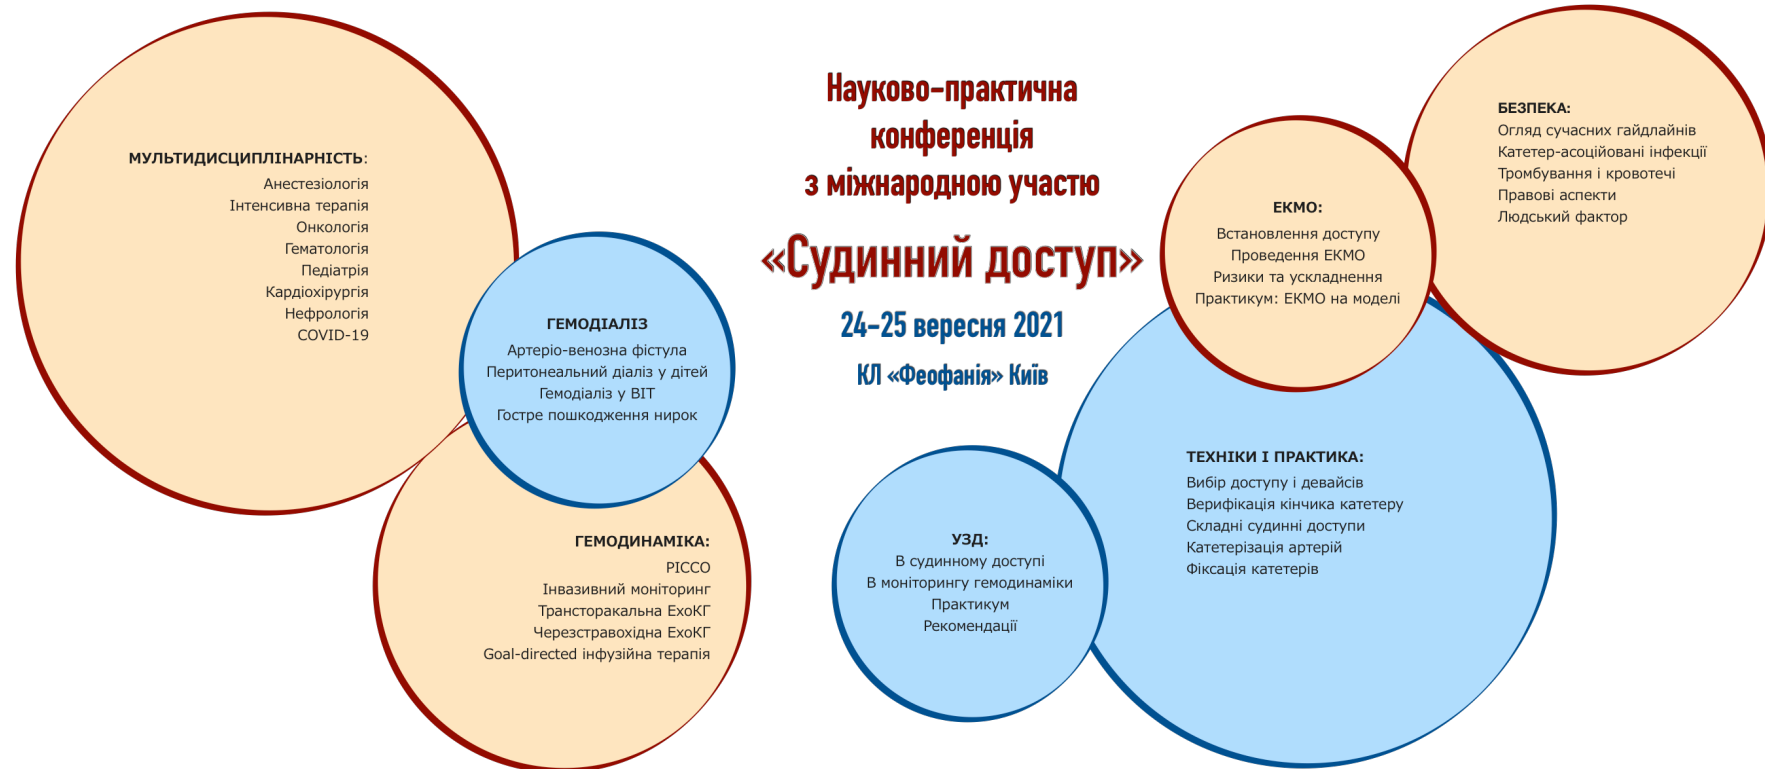 Науково-практична
конференція
з міжнародною участю
«Судинний доступ»
24-25 вересня 2021
КЛ «Феофанія» Київ
МУЛЬТИДИСЦИПЛІНАРНІСТЬ:
Анестезіологія
Інтенсивна терапія
Онкологія
Гематологія
Педіатрія
Кардіохірургія
Нефрологія
COVID-19
ГЕМОДІАЛІЗ
Артеріо-венозна фістула
Перитонеальний діаліз у дітей
Гемодіаліз у ВІТ
Гостре пошкодження нирок
ГЕМОДИНАМІКА:
PICCO
Інвазивний моніторинг
Трансторакальна ЕхоКГ
Черезстравохідна ЕхоКГ
Goal-directed інфузійна терапія
УЗД:
В судинному доступі
В моніторингу гемодинаміки
Практикум
Рекомендації
ЕКМО:
Встановлення доступу
Проведення ЕКМО
Ризики та ускладнення
Практикум: ЕКМО на моделі
БЕЗПЕКА:
Огляд сучасних гайдлайнів
Катетер-асоційовані інфекції
Тромбування і кровотечі
Правові аспекти
Людський фактор
ТЕХНІКИ І ПРАКТИКА:
Вибір доступу і девайсів
Верифікація кінчика катетеру
Складні судинні доступи
Катетерізація артерій
Фіксація катетерів